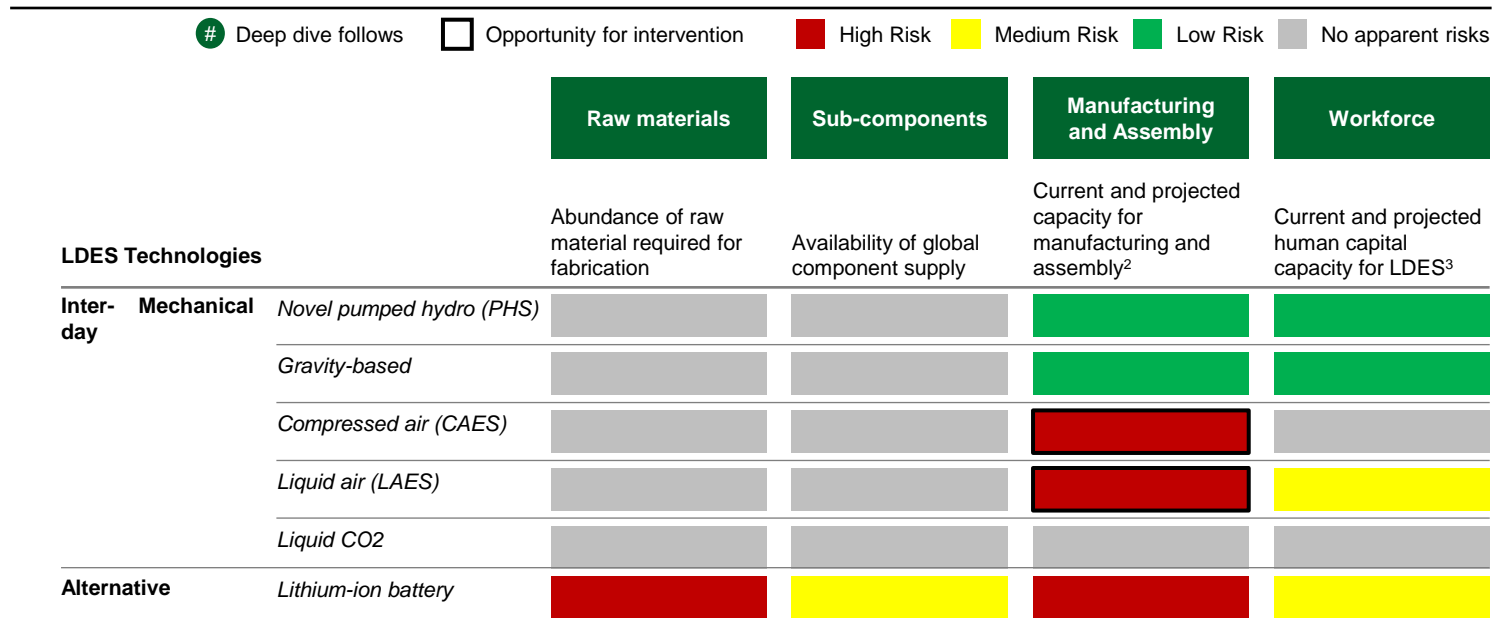 # Deep dive follows Opportunity for intervention High Risk Medium Risk Low Risk No apparent risks
Raw materials
Sub-components
Manufacturing
and Assembly
Workforce
LDES Technologies
Abundance of raw
material required for
fabrication
Availability of global
component supply
Current and projected
capacity for
manufacturing and
assembly²
Current and projected
human capital
capacity for LDES³
Inter-
day
Mechanical
Novel pumped hydro (PHS)
Gravity-based
Compressed air (CAES)
Liquid air (LAES)
Liquid CO2
Alternative
Lithium-ion battery